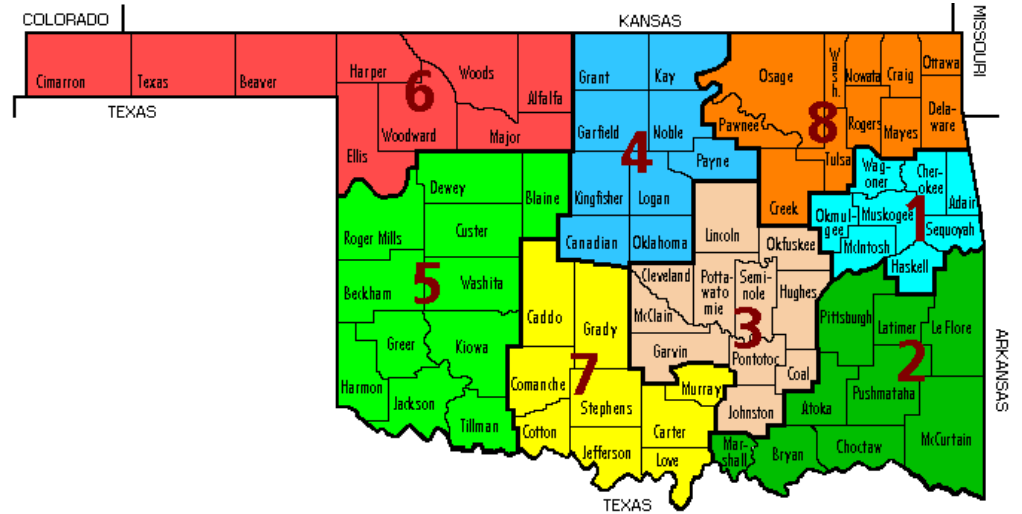 COLORADO
KANSAS
MISSOURI
Cimarron
Texas
Beaver
Harper
Woods
Alfalfa
6
Woodward
Major
Ellis
TEXAS
Grant
Kay
Garfield
Noble
4
Payne
Kingfisher
Logan
Canadian
Oklahoma
Osage
Wash.
Nowata
Craig
Ottawa
Pawnee
8
Rogers
Mayes
Dela-
ware
Tulsa
Creek
Wag-
oner
Cher-
okee
Adair
1
Okmul-
gee
Muskogee
Sequoyah
McIntosh
Haskell
Dewey
Blaine
Roger Mills
Custer
5
Beckham
Washita
Greer
Kiowa
Harmon
Jackson
Tillman
Lincoln
Okfuskee
Cleveland
Potta-
wato
mie
Semi-
nole
Hughes
McClain
3
Garvin
Pontotoc
Coal
Johnston
Caddo
Grady
7
Comanche
Stephens
Murray
Cotton
Carter
Jefferson
Love
Pittsburgh
Latimer
Le Flore
2
Atoka
Pushmataha
Mar-
shall
Bryan
Choctaw
McCurtain
ARKANSAS
TEXAS